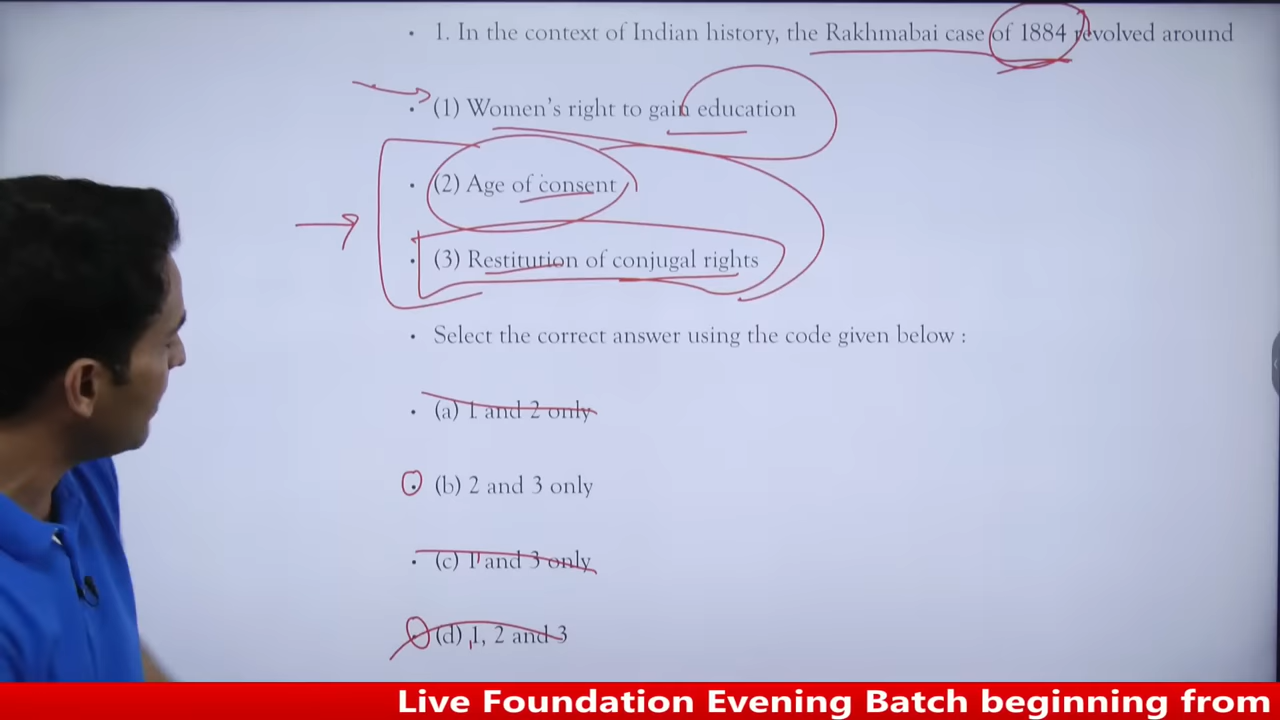 • 1. In the context of Indian history, the Rakhmabai case of 1884 revolved around
• (1) Women’s right to gain education
• (2) Age of consent
• (3) Restitution of conjugal rights
• Select the correct answer using the code given below :
• (a) 1 and 2 only
• (b) 2 and 3 only
• (c) 1 and 3 only
• (d) 1, 2 and 3
Live Foundation Evening Batch beginning from